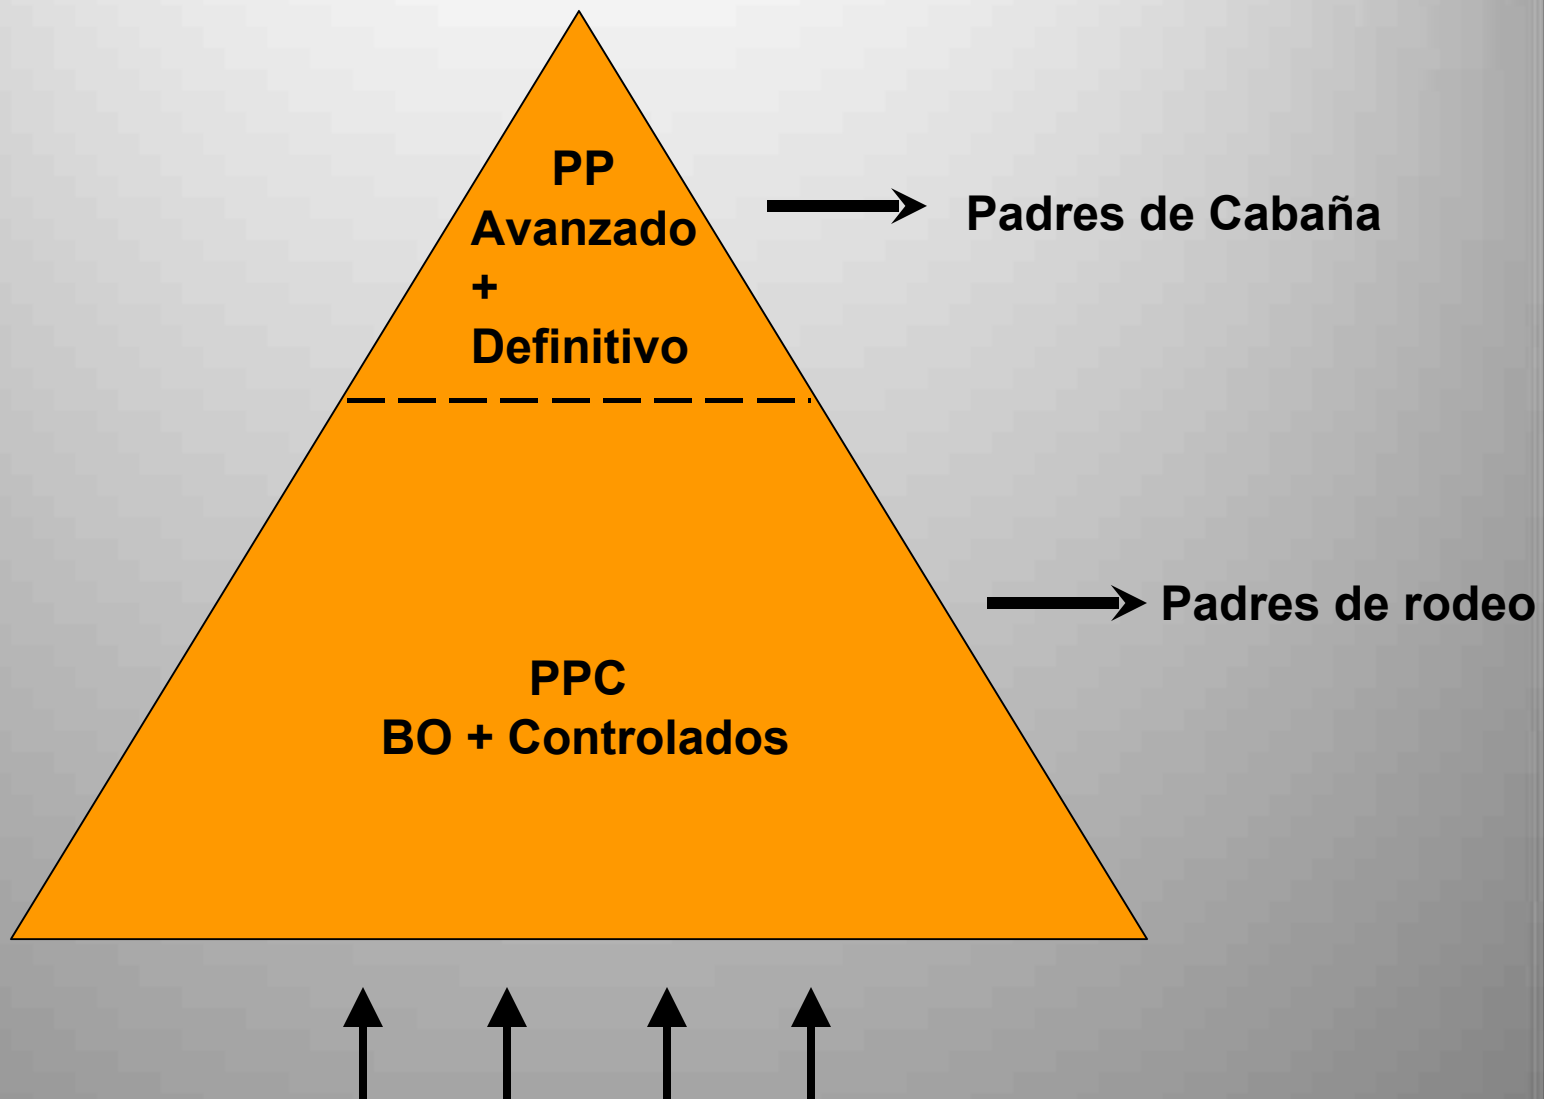 PP
Avanzado
+
Definitivo
Padres de Cabaña
Padres de rodeo
PPC
BO + Controlados